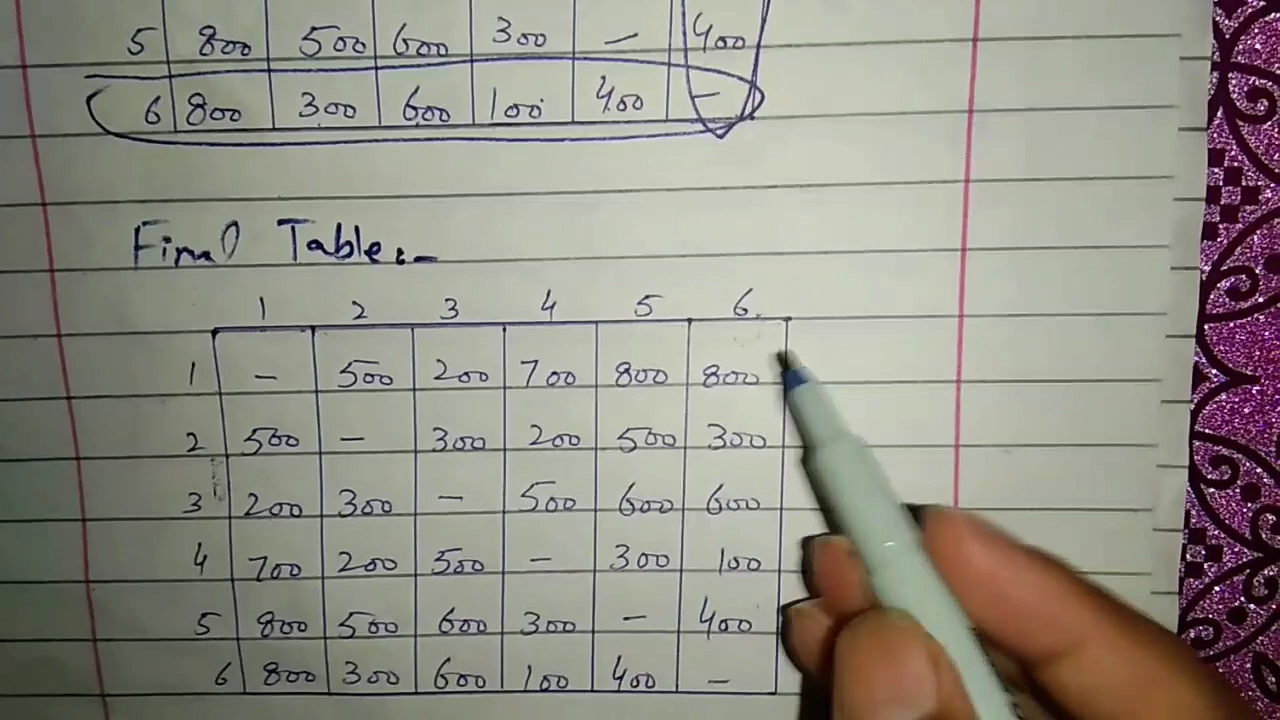 5 800 500 600 300 - 400
6 800 300 600 100 400 -
Final Table:-
1 2 3 4 5 6.
1 - 500 200 700 800 800
2 500 - 300 200 500 300
3 200 300 - 500 600 600
4 700 200 500 - 300 100
5 800 500 600 300 - 400
6 800 300 600 100 400 -